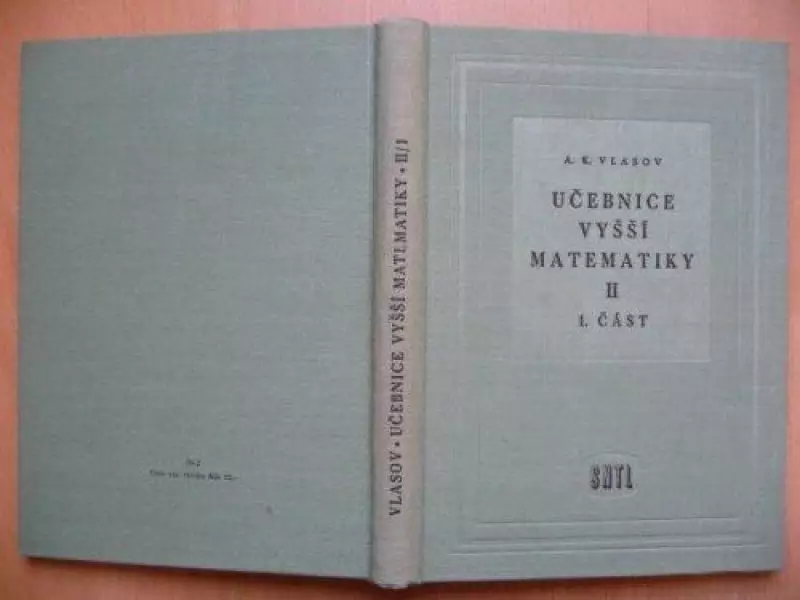 A. K. VLASOV
UČEBNICE
VYŠŠÍ
MATEMATIKY
II
1. ČÁST
SNTL
VLASOV • UČEBNICE VYŠŠÍ MATEMATIKY • II/1